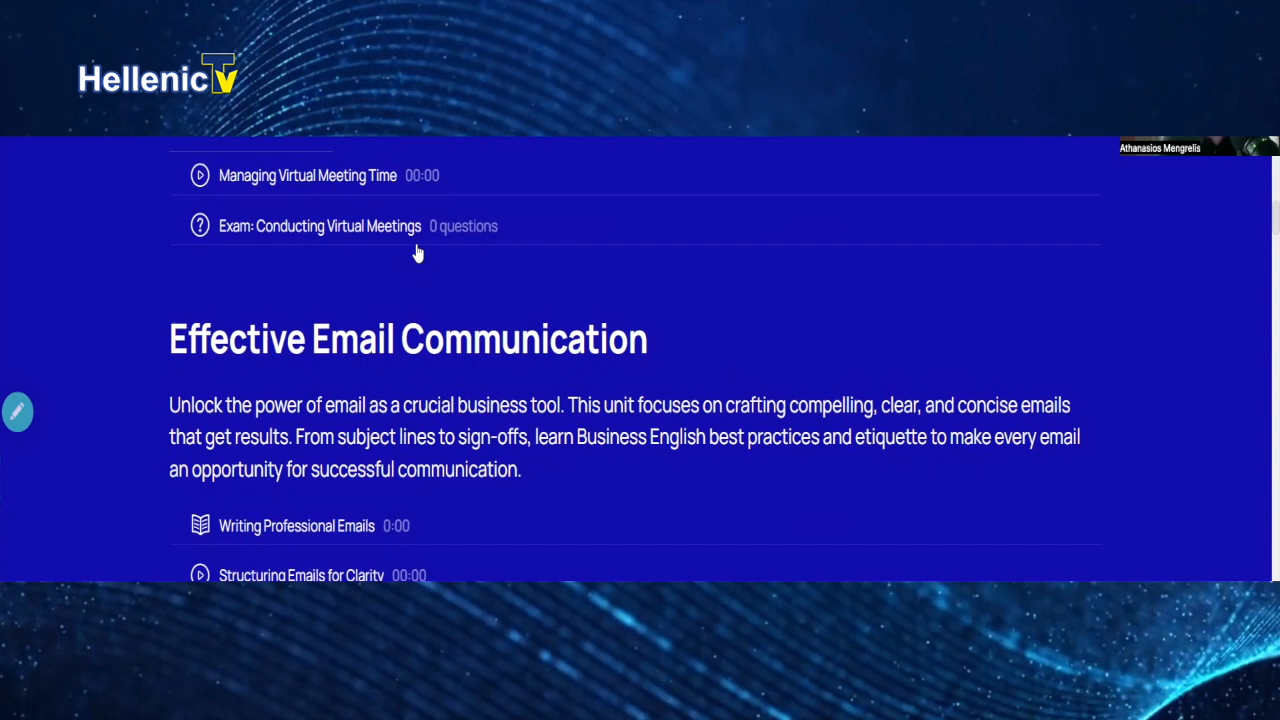 Hellenic Tv
Athanasios Mengrelis
Managing Virtual Meeting Time 00:00
Exam: Conducting Virtual Meetings 0 questions
Effective Email Communication
Unlock the power of email as a crucial business tool. This unit focuses on crafting compelling, clear, and concise emails
that get results. From subject lines to sign-offs, learn Business English best practices and etiquette to make every email
an opportunity for successful communication.
Writing Professional Emails 0:00
Structuring Emails for Clarity 00:00